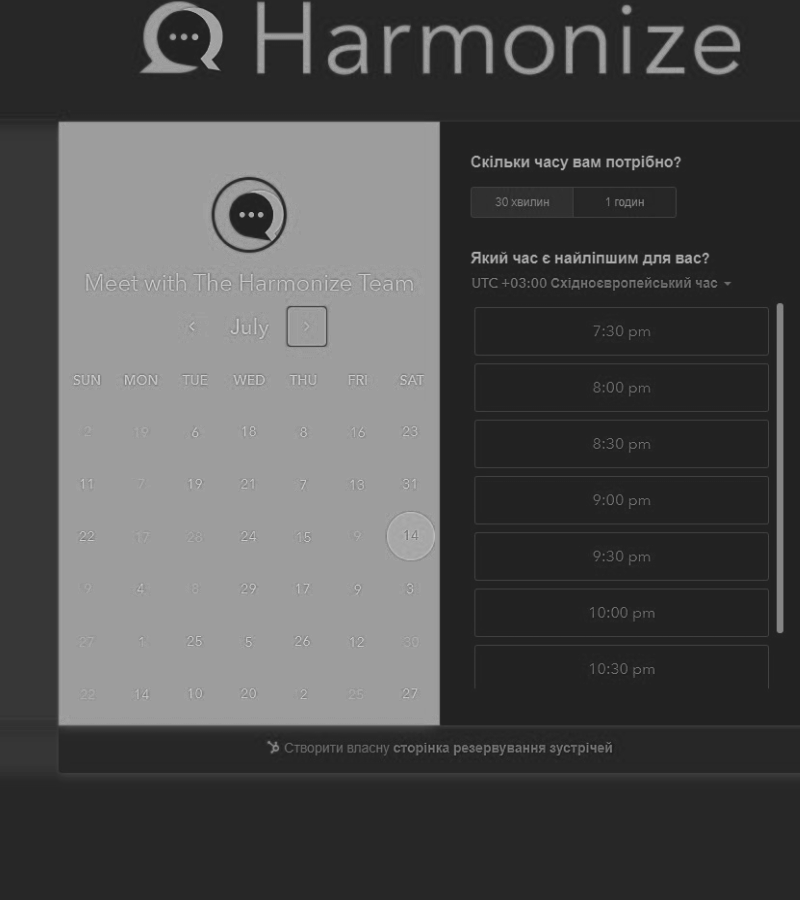 Harmonize
Meet with The Harmonize Team
July
SUN MON TUE WED THU FRI SAT
2 19 6 18 8 16 23
11 7 19 21 7 13 31
22 17 23 24 15 9 14
9 4 8 29 17 9 3
27 1 25 5 26 12 30
22 14 10 20 2 25 27
Скільки часу вам потрібно?
30 хвилин 1 годин
Який час є найліпшим для вас?
UTC +03:00 Східноєвропейський час
7:30 pm
8:00 pm
8:30 pm
9:00 pm
9:30 pm
10:00 pm
10:30 pm
Створити власну сторінка резервування зустрічей